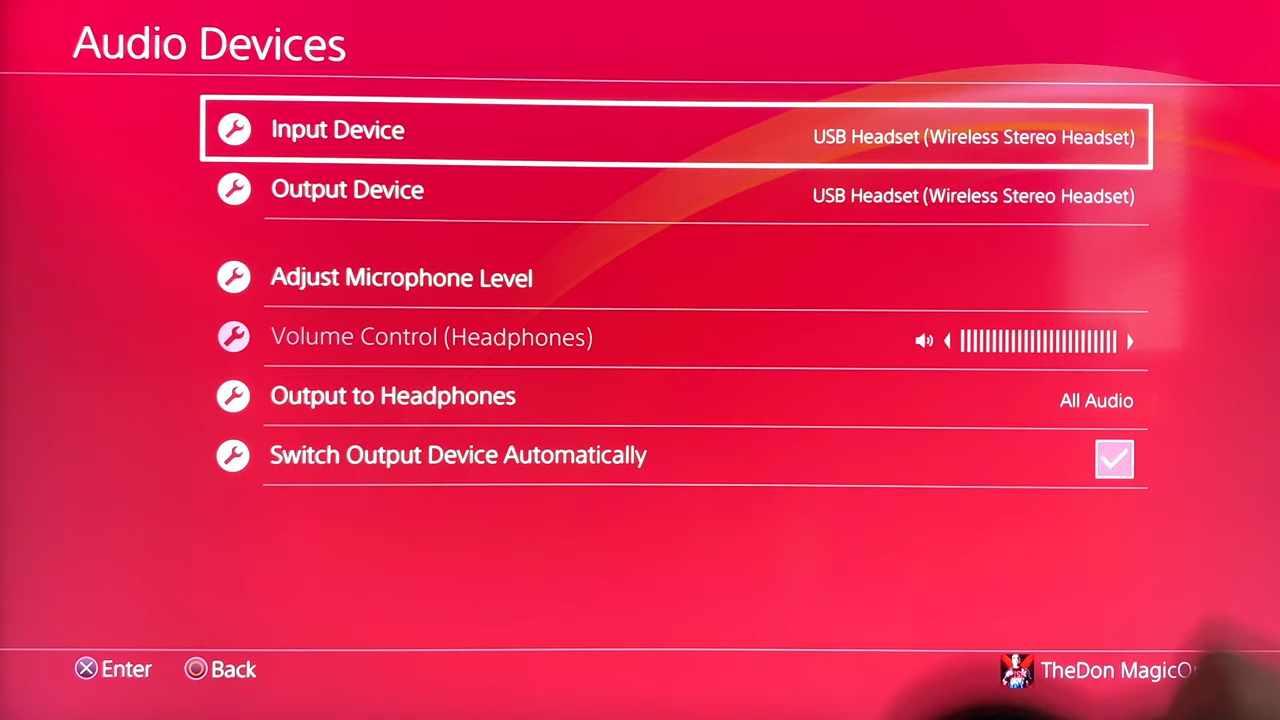 Audio Devices
Input Device USB Headset (Wireless Stereo Headset)
Output Device USB Headset (Wireless Stereo Headset)
Adjust Microphone Level
Volume Control (Headphones)
Output to Headphones All Audio
Switch Output Device Automatically
Enter Back TheDon